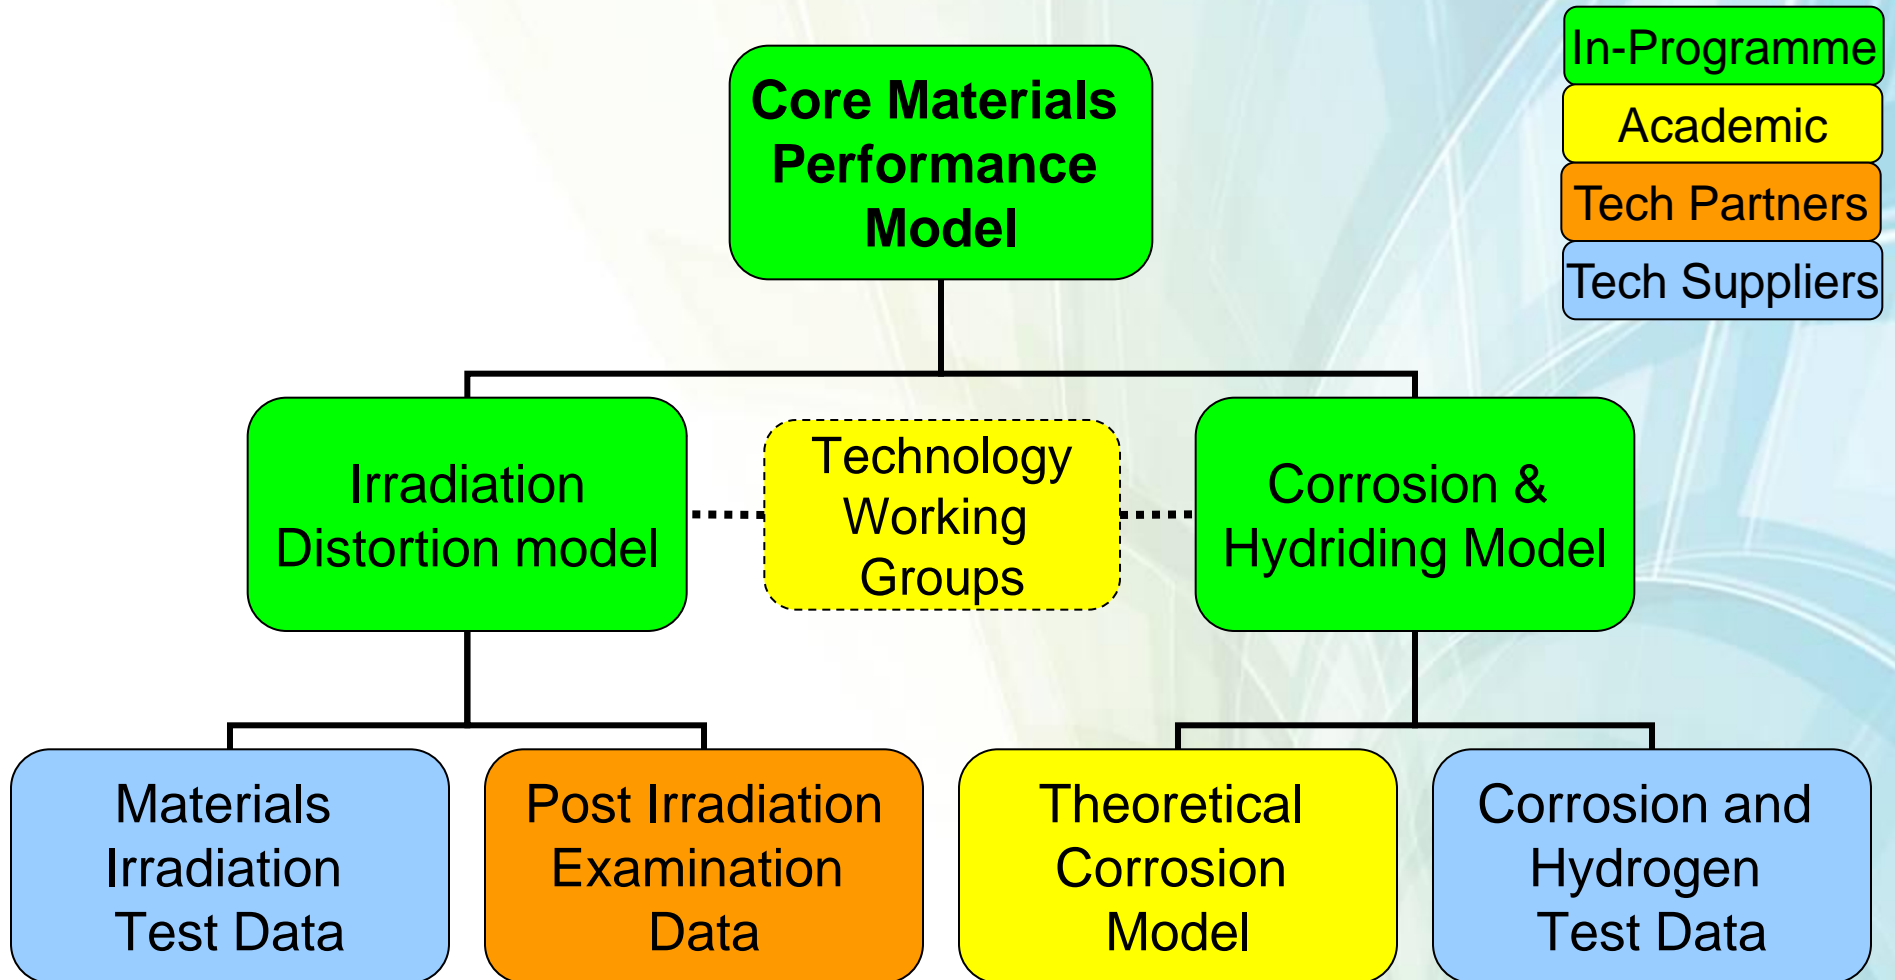 In-Programme
Academic
Tech Partners
Tech Suppliers
Core Materials
Performance
Model
Irradiation
Distortion model
Technology
Working
Groups
Corrosion &
Hydriding Model
Materials
Irradiation
Test Data
Post Irradiation
Examination
Data
Theoretical
Corrosion
Model
Corrosion and
Hydrogen
Test Data